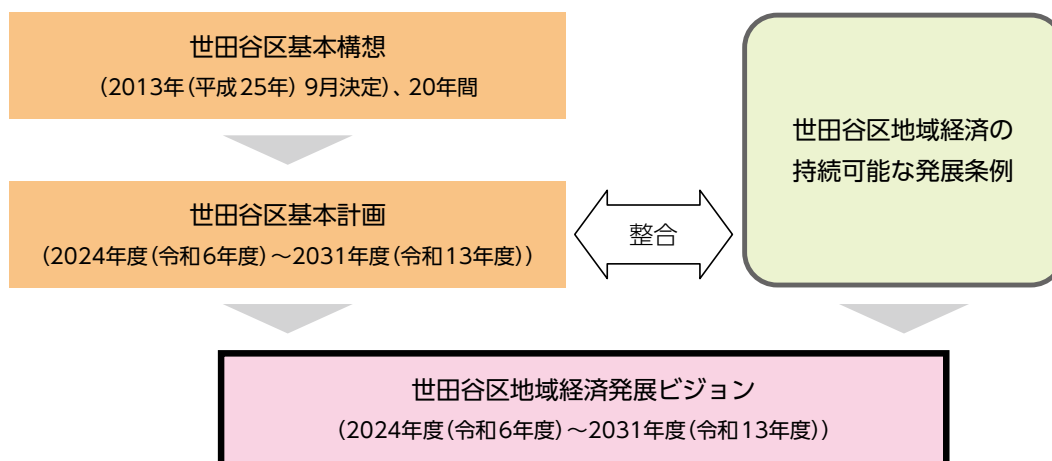 世田谷区基本構想
(2013年(平成25年) 9月決定)、20年間
世田谷区地域経済の
持続可能な発展条例
世田谷区基本計画
(2024年度(令和6年度)～2031年度(令和13年度))
整合
世田谷区地域経済発展ビジョン
(2024年度(令和6年度)～2031年度(令和13年度))